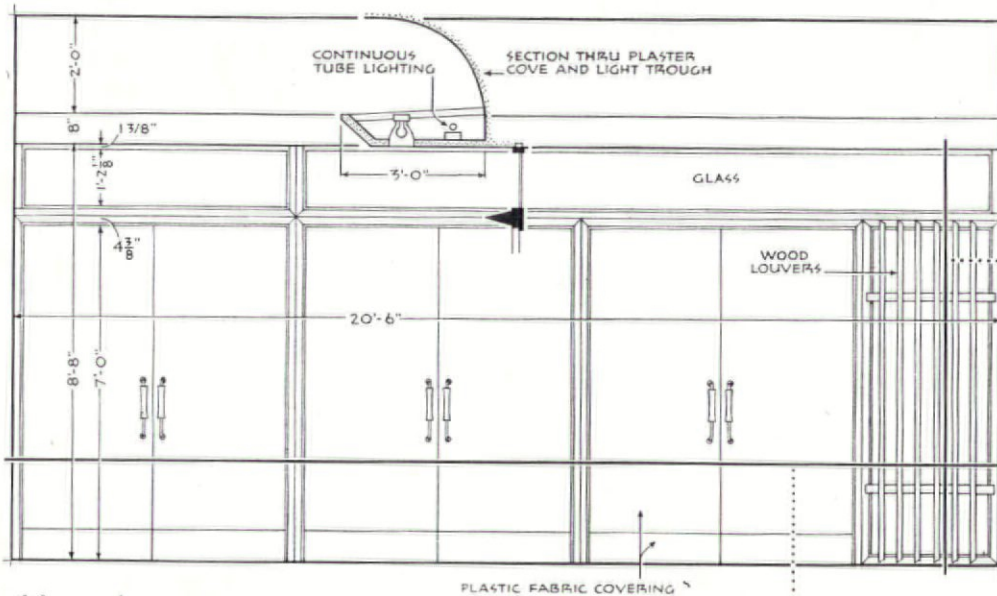 CONTINUOUS
TUBE LIGHTING
SECTION THRU PLASTER
COVE AND LIGHT TROUGH
2'-0"
8"
1 3/8"
1'-2 1/8"
3'-0"
GLASS
4 3/8"
WOOD
LOUVERS
20'-6"
8'-8"
7'-0"
PLASTIC FABRIC COVERING